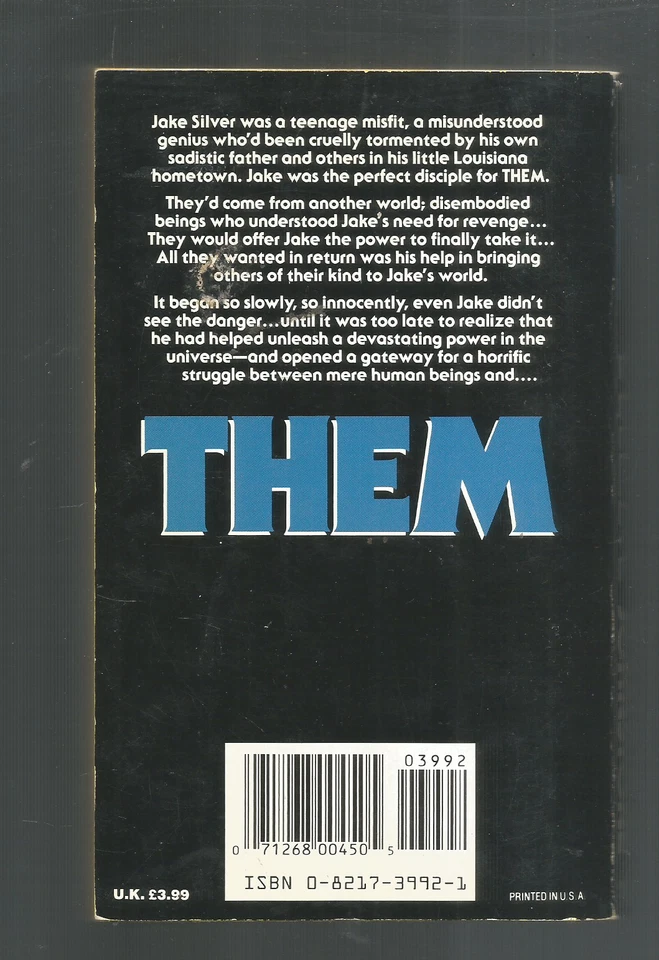 Jake Silver was a teenage misfit, a misunderstood
genius who'd been cruelly tormented by his own
sadistic father and others in his little Louisiana
hometown. Jake was the perfect disciple for THEM.
They'd come from another world; disembodied
beings who understood Jake's need for revenge...
They would offer Jake the power to finally take it...
All they wanted in return was his help in bringing
others of their kind to Jake's world.
It began so slowly, so innocently, even Jake didn't
see the danger...until it was too late to realize that
he had helped unleash a devastating power in the
universe—and opened a gateway for a horrific
struggle between mere human beings and....
THEM
03992
0 71268 00450 5
ISBN 0-8217-3992-1
U.K. £3.99
PRINTED IN U.S.A.